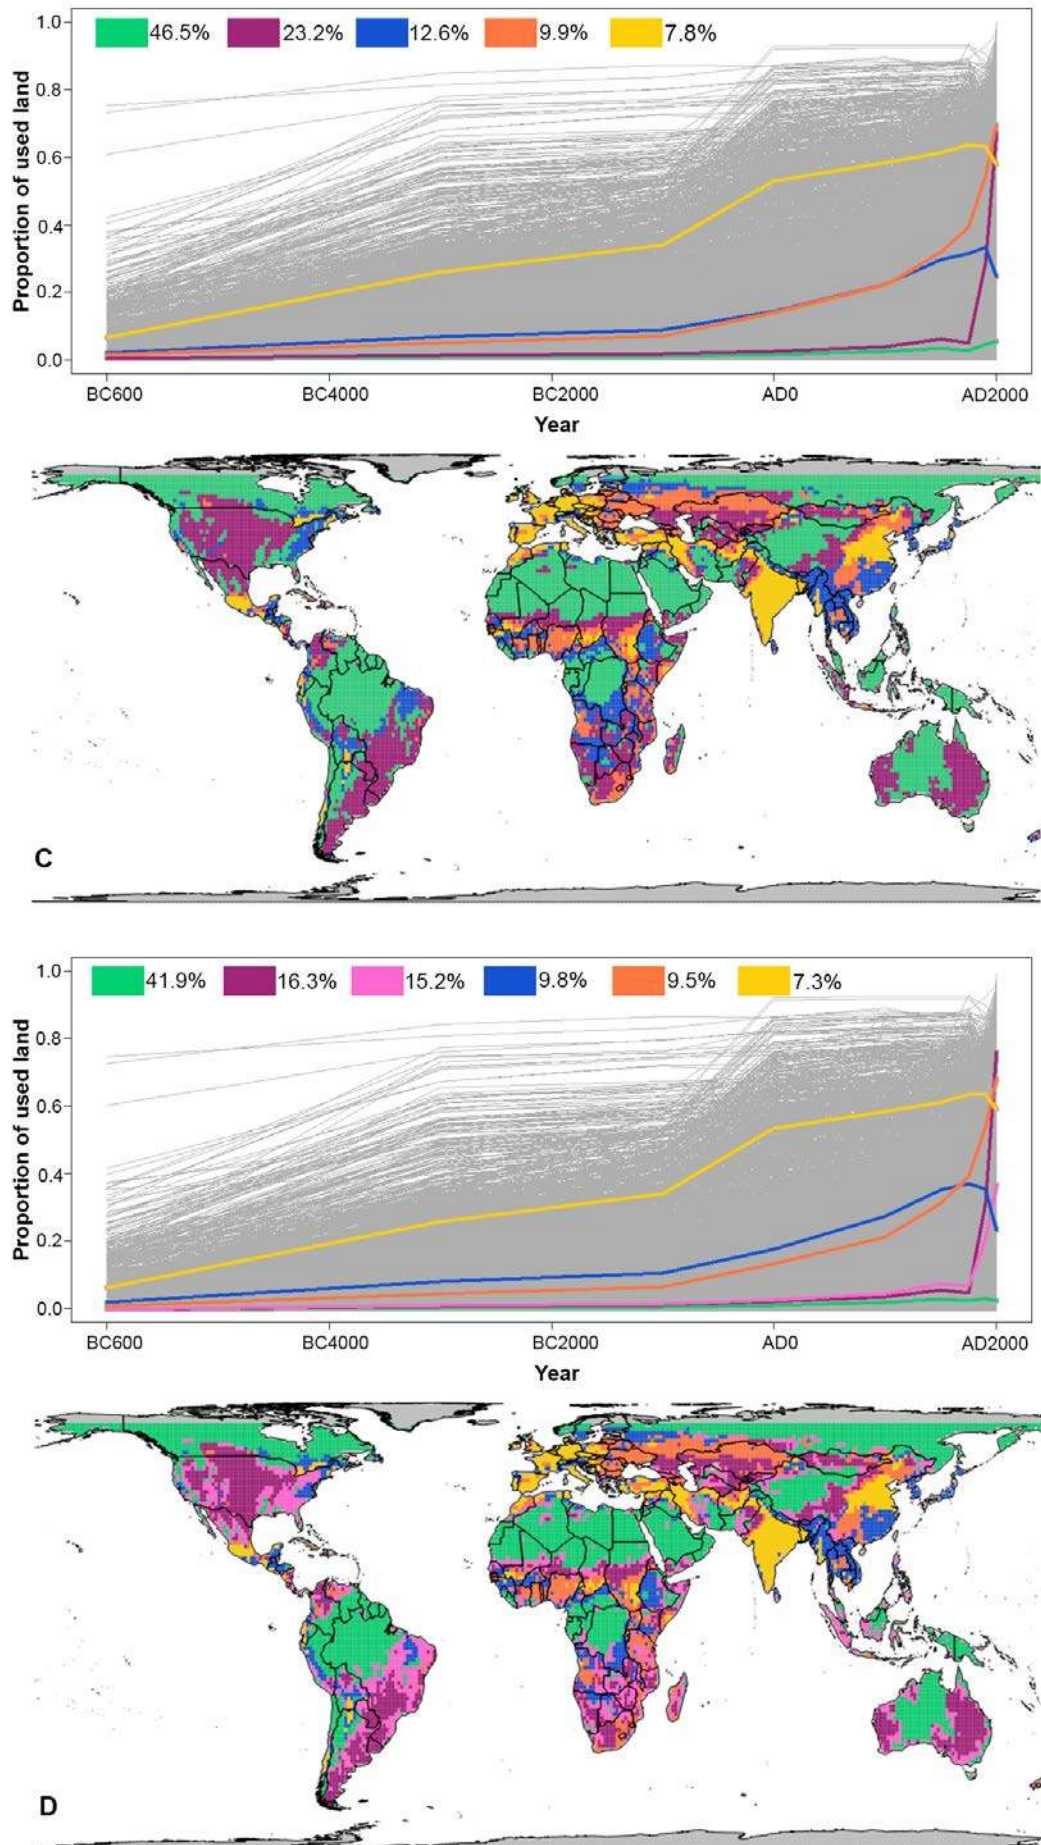 1.0
46.5% 23.2% 12.6% 9.9% 7.8%
0.8
0.6
0.4
0.2
0.0
Proportion of used land
BC600 BC4000 BC2000 AD0 AD2000
Year
C
1.0
41.9% 16.3% 15.2% 9.8% 9.5% 7.3%
0.8
0.6
0.4
0.2
0.0
Proportion of used land
BC600 BC4000 BC2000 AD0 AD2000
Year
D